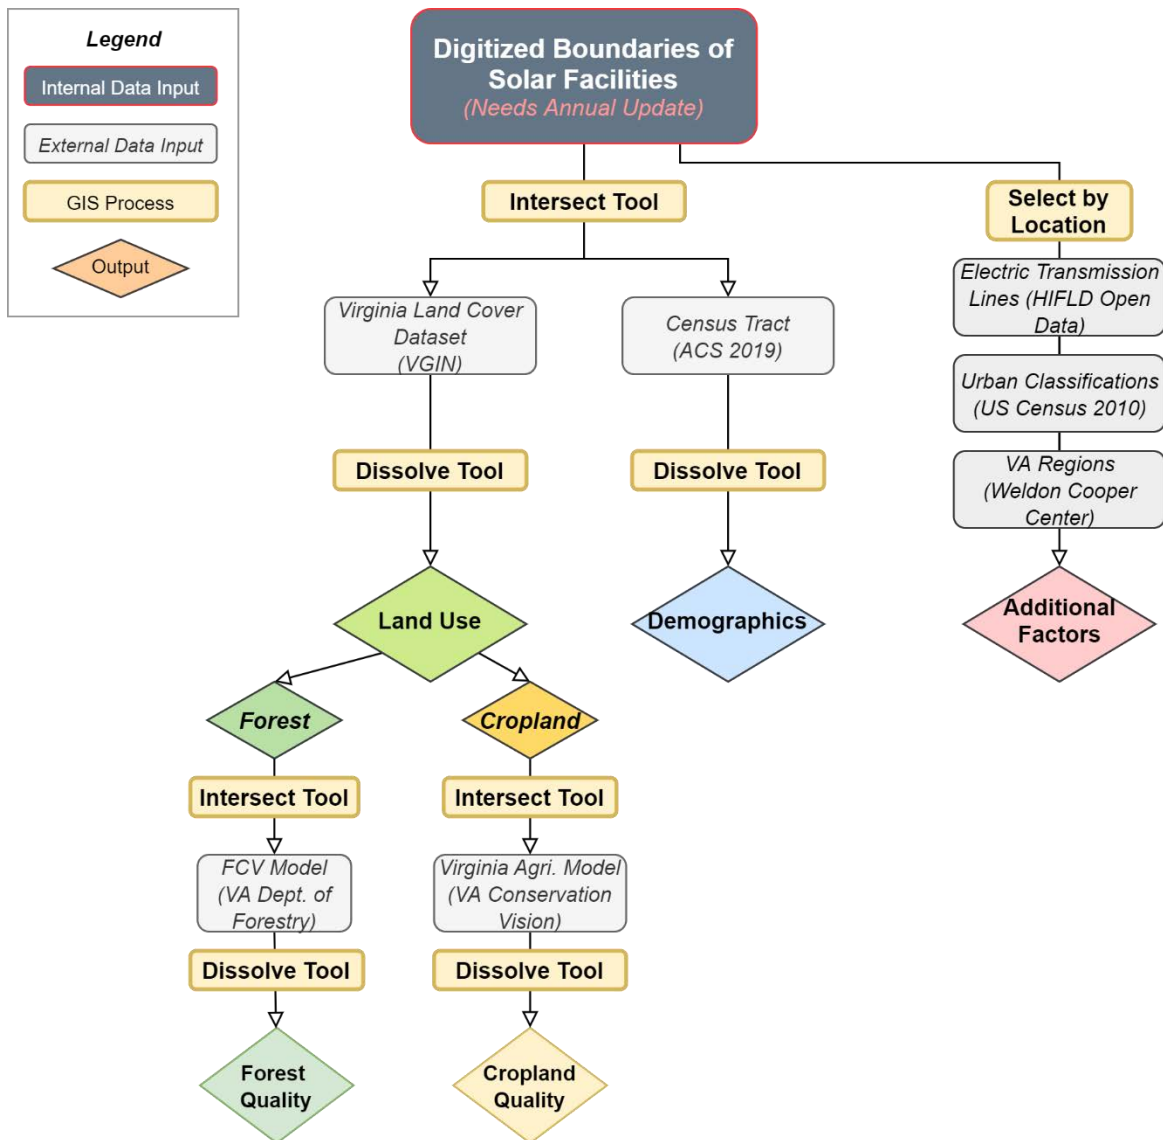 Legend
Internal Data Input
External Data Input
GIS Process
Output
Digitized Boundaries of
Solar Facilities
(Needs Annual Update)
Intersect Tool
Select by
Location
Virginia Land Cover
Dataset
(VGIN)
Census Tract
(ACS 2019)
Electric Transmission
Lines (HIFLD Open
Data)
Urban Classifications
(US Census 2010)
VA Regions
(Weldon Cooper
Center)
Dissolve Tool
Dissolve Tool
Land Use
Demographics
Additional
Factors
Forest
Cropland
Intersect Tool
Intersect Tool
FCV Model
(VA Dept. of
Forestry)
Virginia Agri. Model
(VA Conservation
Vision)
Dissolve Tool
Dissolve Tool
Forest
Quality
Cropland
Quality